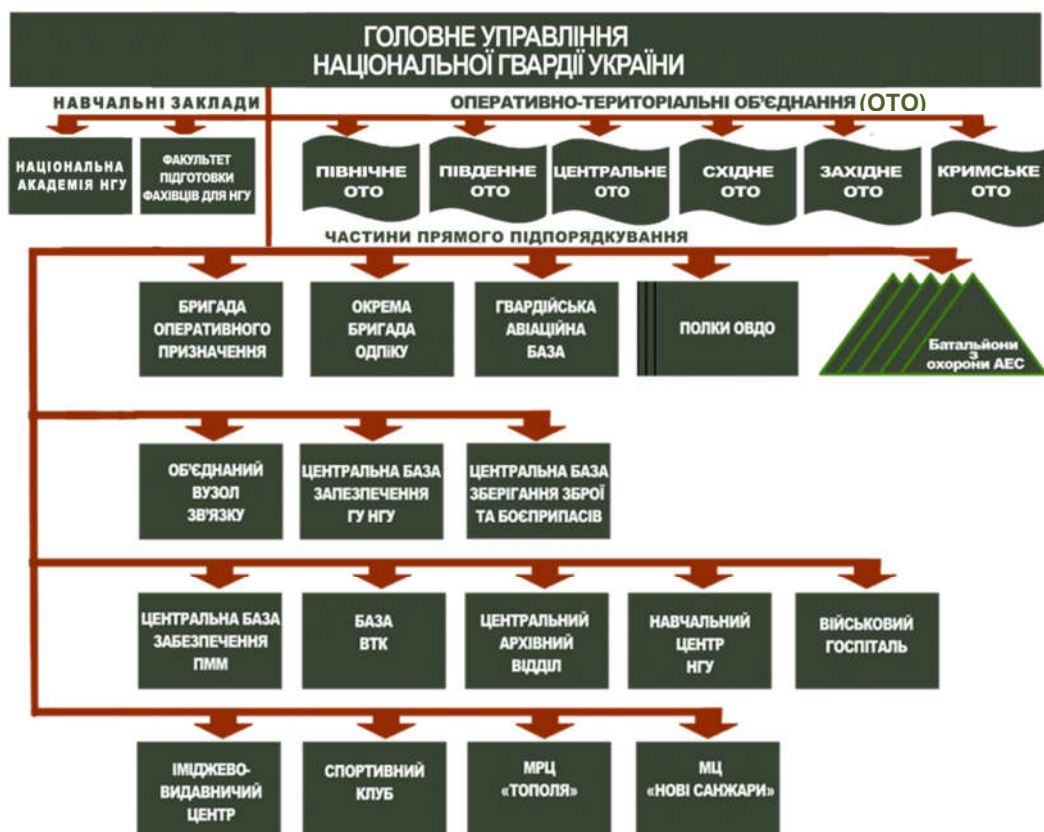 ГОЛОВНЕ УПРАВЛІННЯ
НАЦІОНАЛЬНОЇ ГВАРДІЇ УКРАЇНИ
НАВЧАЛЬНІ ЗАКЛАДИ
ОПЕРАТИВНО-ТЕРИТОРІАЛЬНІ ОБ'ЄДНАННЯ (ОТО)
НАЦІОНАЛЬНА
АКАДЕМІЯ НГУ
ФАКУЛЬТЕТ
ПІДГОТОВКИ
ФАХІВЦІВ ДЛЯ НГУ
ПІВНІЧНЕ
ОТО
ПІВДЕННЕ
ОТО
ЦЕНТРАЛЬНЕ
ОТО
СХІДНЕ
ОТО
ЗАХІДНЕ
ОТО
КРИМСЬКЕ
ОТО
ЧАСТИНИ ПРЯМОГО ПІДПОРЯДКУВАННЯ
БРИГАДА
ОПЕРАТИВНОГО
ПРИЗНАЧЕННЯ
ОКРЕМА
БРИГАДА
ОДПіКУ
ГВАРДІЙСЬКА
АВІАЦІЙНА
БАЗА
ПОЛКИ ОВДО
Батальйони
з
охорони АЕС
ОБ'ЄДНАНИЙ
ВУЗОЛ
ЗВ'ЯЗКУ
ЦЕНТРАЛЬНА БАЗА
ЗАПЕЗПЕЧЕННЯ
ГУ НГУ
ЦЕНТРАЛЬНА БАЗА
ЗБЕРІГАННЯ ЗБРОЇ
ТА БОЄПРИПАСІВ
ЦЕНТРАЛЬНА БАЗА
ЗАБЕЗПЕЧЕННЯ
ПММ
БАЗА
ВТК
ЦЕНТРАЛЬНИЙ
АРХІВНИЙ
ВІДДІЛ
НАВЧАЛЬНИЙ
ЦЕНТР
НГУ
ВІЙСЬКОВИЙ
ГОСПІТАЛЬ
ІМІДЖЕВО-
ВИДАВНИЧИЙ
ЦЕНТР
СПОРТИВНИЙ
КЛУБ
МРЦ
«ТОПОЛЯ»
МЦ
«НОВІ САНЖАРИ»